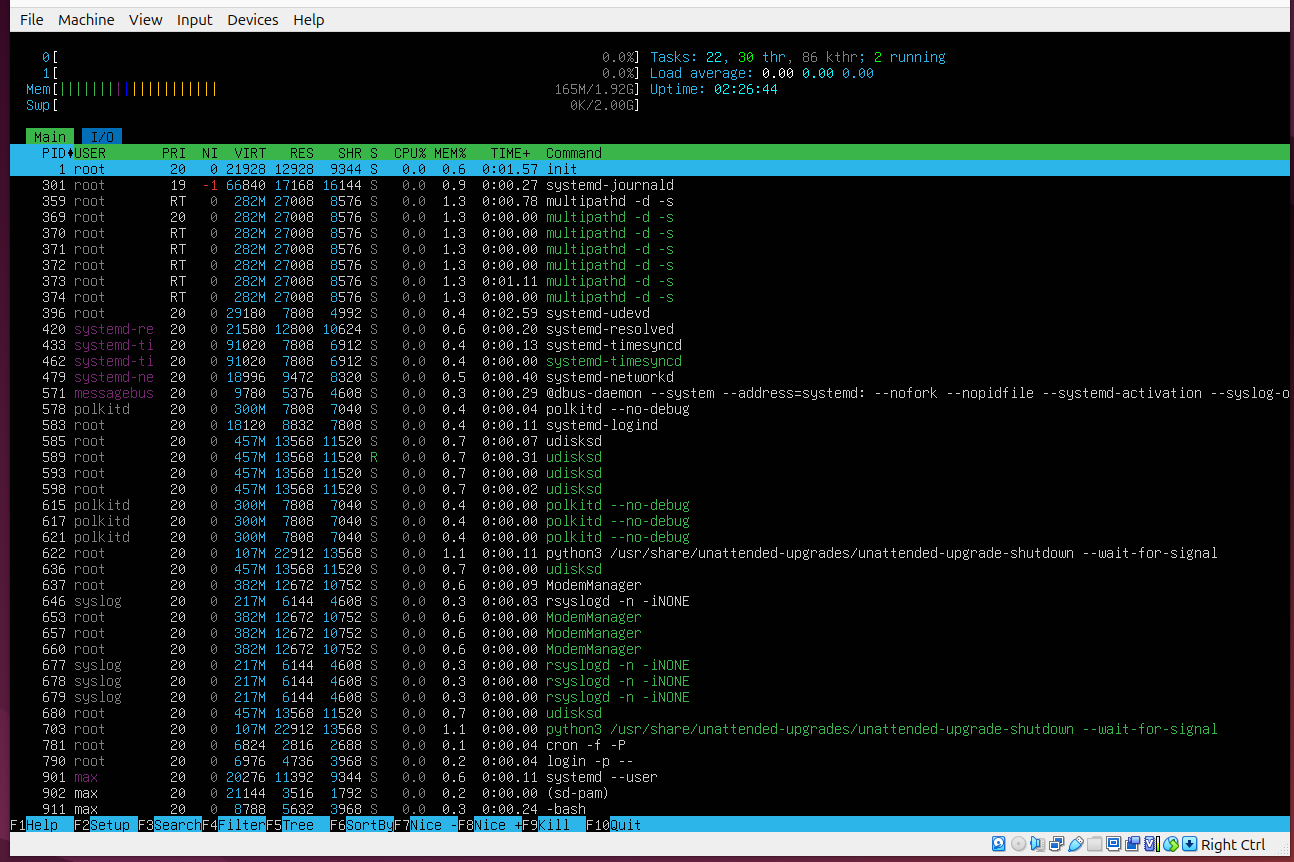 File Machine View Input Devices Help
0[ 0.0%] Tasks: 22, 30 thr, 86 kthr; 2 running
1[ 0.0%] Load average: 0.00 0.00 0.00
Mem[||||||||||||||||||||165M/1.92G] Uptime: 02:26:44
Swp[ 0K/2.00G]
Main I/O
PID♦USER PRI NI VIRT RES SHR S CPU% MEM% TIME+ Command
1 root 20 0 21928 12928 9344 S 0.0 0.6 0:01.57 init
301 root 19 -1 66840 17168 16144 S 0.0 0.9 0:00.27 systemd-journald
359 root RT 0 282M 27008 8576 S 0.0 1.3 0:00.78 multipathd -d -s
369 root 20 0 282M 27008 8576 S 0.0 1.3 0:00.00 multipathd -d -s
370 root RT 0 282M 27008 8576 S 0.0 1.3 0:00.00 multipathd -d -s
371 root RT 0 282M 27008 8576 S 0.0 1.3 0:00.00 multipathd -d -s
372 root RT 0 282M 27008 8576 S 0.0 1.3 0:00.00 multipathd -d -s
373 root RT 0 282M 27008 8576 S 0.0 1.3 0:01.11 multipathd -d -s
374 root RT 0 282M 27008 8576 S 0.0 1.3 0:00.00 multipathd -d -s
396 root 20 0 29180 7808 4992 S 0.0 0.4 0:02.59 systemd-udevd
420 systemd-re 20 0 21580 12800 10624 S 0.0 0.6 0:00.20 systemd-resolved
433 systemd-ti 20 0 91020 7808 6912 S 0.0 0.4 0:00.13 systemd-timesyncd
462 systemd-ti 20 0 91020 7808 6912 S 0.0 0.4 0:00.00 systemd-timesyncd
479 systemd-ne 20 0 18996 9472 8320 S 0.0 0.5 0:00.40 systemd-networkd
571 messagebus 20 0 9780 5376 4608 S 0.0 0.3 0:00.29 @dbus-daemon --system --address=systemd: --nofork --nopidfile --systemd-activation --syslog-o
578 polkitd 20 0 300M 7808 7040 S 0.0 0.4 0:00.04 polkitd --no-debug
583 root 20 0 18120 8832 7808 S 0.0 0.4 0:00.11 systemd-logind
585 root 20 0 457M 13568 11520 S 0.0 0.7 0:00.07 udisksd
589 root 20 0 457M 13568 11520 R 0.0 0.7 0:00.31 udisksd
593 root 20 0 457M 13568 11520 S 0.0 0.7 0:00.00 udisksd
598 root 20 0 457M 13568 11520 S 0.0 0.7 0:00.02 udisksd
615 polkitd 20 0 300M 7808 7040 S 0.0 0.4 0:00.00 polkitd --no-debug
617 polkitd 20 0 300M 7808 7040 S 0.0 0.4 0:00.00 polkitd --no-debug
621 polkitd 20 0 300M 7808 7040 S 0.0 0.4 0:00.00 polkitd --no-debug
622 root 20 0 107M 22912 13568 S 0.0 1.1 0:00.11 python3 /usr/share/unattended-upgrades/unattended-upgrade-shutdown --wait-for-signal
636 root 20 0 457M 13568 11520 S 0.0 0.7 0:00.00 udisksd
637 root 20 0 382M 12672 10752 S 0.0 0.6 0:00.09 ModemManager
646 syslog 20 0 217M 6144 4608 S 0.0 0.3 0:00.03 rsyslogd -n -iNONE
653 root 20 0 382M 12672 10752 S 0.0 0.6 0:00.00 ModemManager
657 root 20 0 382M 12672 10752 S 0.0 0.6 0:00.00 ModemManager
660 root 20 0 382M 12672 10752 S 0.0 0.6 0:00.00 ModemManager
677 syslog 20 0 217M 6144 4608 S 0.0 0.3 0:00.00 rsyslogd -n -iNONE
678 syslog 20 0 217M 6144 4608 S 0.0 0.3 0:00.00 rsyslogd -n -iNONE
679 syslog 20 0 217M 6144 4608 S 0.0 0.3 0:00.00 rsyslogd -n -iNONE
680 root 20 0 457M 13568 11520 S 0.0 0.7 0:00.00 udisksd
703 root 20 0 107M 22912 13568 S 0.0 1.1 0:00.00 python3 /usr/share/unattended-upgrades/unattended-upgrade-shutdown --wait-for-signal
781 root 20 0 6824 2816 2688 S 0.0 0.1 0:00.04 cron -f -P
790 root 20 0 6976 4736 3968 S 0.0 0.2 0:00.04 login -p --
901 max 20 0 20276 11392 9344 S 0.0 0.6 0:00.11 systemd --user
902 max 20 0 21144 3516 1792 S 0.0 0.2 0:00.00 (sd-pam)
911 max 20 0 8788 5632 3968 S 0.0 0.3 0:00.24 -bash
F1Help F2Setup F3SearchF4FilterF5Tree F6SortByF7Nice -F8Nice +F9Kill F10Quit
Right Ctrl